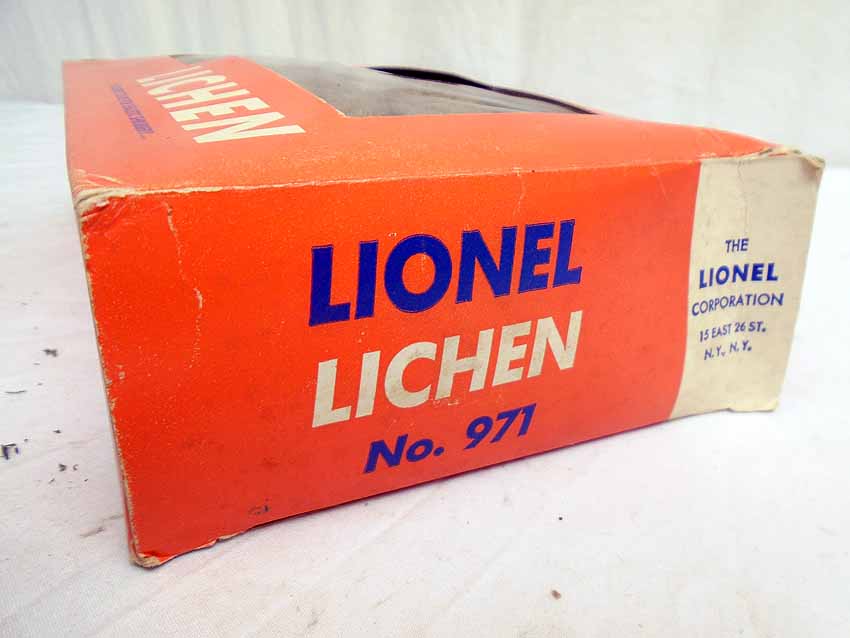 LICHEN
LIONEL
LICHEN
No. 971
THE
LIONEL
CORPORATION
15 EAST 26 ST.
N.Y., N.Y.